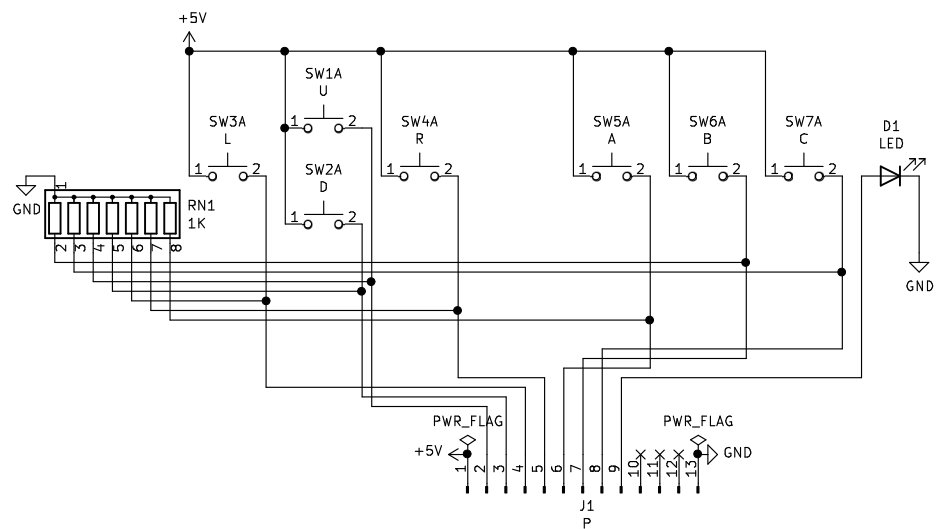 +5V
SW1A
U
1 2
SW3A
L
1 2
SW4A
R
1 2
SW5A
A
1 2
SW6A
B
1 2
SW7A
C
1 2
D1
LED
SW2A
D
1 2
GND
1
RN1
1K
2 3 4 5 6 7 8
GND
PWR_FLAG
PWR_FLAG
+5V
GND
1 2 3 4 5 6 7 8 9 10 11 12 13
J1
P